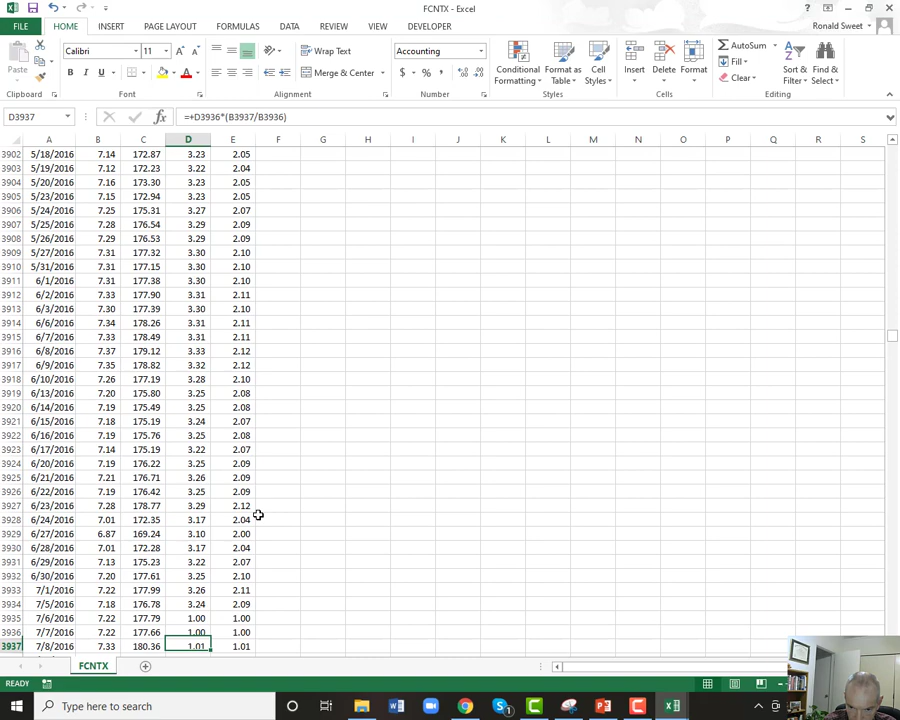 FCNTX - Excel
FILE HOME INSERT PAGE LAYOUT FORMULAS DATA REVIEW VIEW DEVELOPER Ronald Sweet
Paste Calibri 11 Wrap Text Accounting Conditional Formatting Format as Table Cell Styles Insert Delete Format AutoSum Sort & Filter Find & Select
B I U Merge & Center $ % , Fill Clear
Clipboard Font Alignment Number Styles Cells Editing
D3937 fx =+D3936*(B3937/B3936)
A B C D E F G H I J K L M N O P Q R S
3902 5/18/2016 7.14 172.87 3.23 2.05
3903 5/19/2016 7.12 172.23 3.22 2.04
3904 5/20/2016 7.16 173.30 3.23 2.05
3905 5/23/2016 7.15 172.94 3.23 2.05
3906 5/24/2016 7.25 175.31 3.27 2.07
3907 5/25/2016 7.28 176.54 3.29 2.09
3908 5/26/2016 7.29 176.53 3.29 2.09
3909 5/27/2016 7.31 177.32 3.30 2.10
3910 5/31/2016 7.31 177.15 3.30 2.10
3911 6/1/2016 7.31 177.38 3.30 2.10
3912 6/2/2016 7.33 177.90 3.31 2.11
3913 6/3/2016 7.30 177.39 3.30 2.10
3914 6/6/2016 7.34 178.26 3.31 2.11
3915 6/7/2016 7.33 178.49 3.31 2.11
3916 6/8/2016 7.37 179.12 3.33 2.12
3917 6/9/2016 7.35 178.82 3.32 2.12
3918 6/10/2016 7.26 177.19 3.28 2.10
3919 6/13/2016 7.20 175.80 3.25 2.08
3920 6/14/2016 7.19 175.49 3.25 2.08
3921 6/15/2016 7.18 175.19 3.24 2.07
3922 6/16/2016 7.19 175.76 3.25 2.08
3923 6/17/2016 7.14 175.19 3.22 2.07
3924 6/20/2016 7.19 176.22 3.25 2.09
3925 6/21/2016 7.21 176.71 3.26 2.09
3926 6/22/2016 7.19 176.42 3.25 2.09
3927 6/23/2016 7.28 178.77 3.29 2.12
3928 6/24/2016 7.01 172.35 3.17 2.04
3929 6/27/2016 6.87 169.24 3.10 2.00
3930 6/28/2016 7.01 172.28 3.17 2.04
3931 6/29/2016 7.13 175.23 3.22 2.07
3932 6/30/2016 7.20 177.61 3.25 2.10
3933 7/1/2016 7.22 177.99 3.26 2.11
3934 7/5/2016 7.18 176.78 3.24 2.09
3935 7/6/2016 7.22 177.79 1.00 1.00
3936 7/7/2016 7.22 177.66 1.00 1.00
3937 7/8/2016 7.33 180.36 1.01 1.01
FCNTX
READY
Type here to search